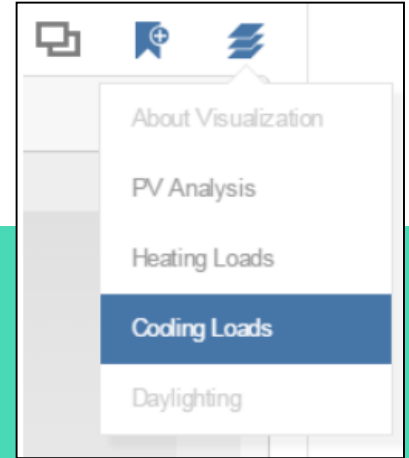 About Visualization
PV Analysis
Heating Loads
Cooling Loads
Daylighting